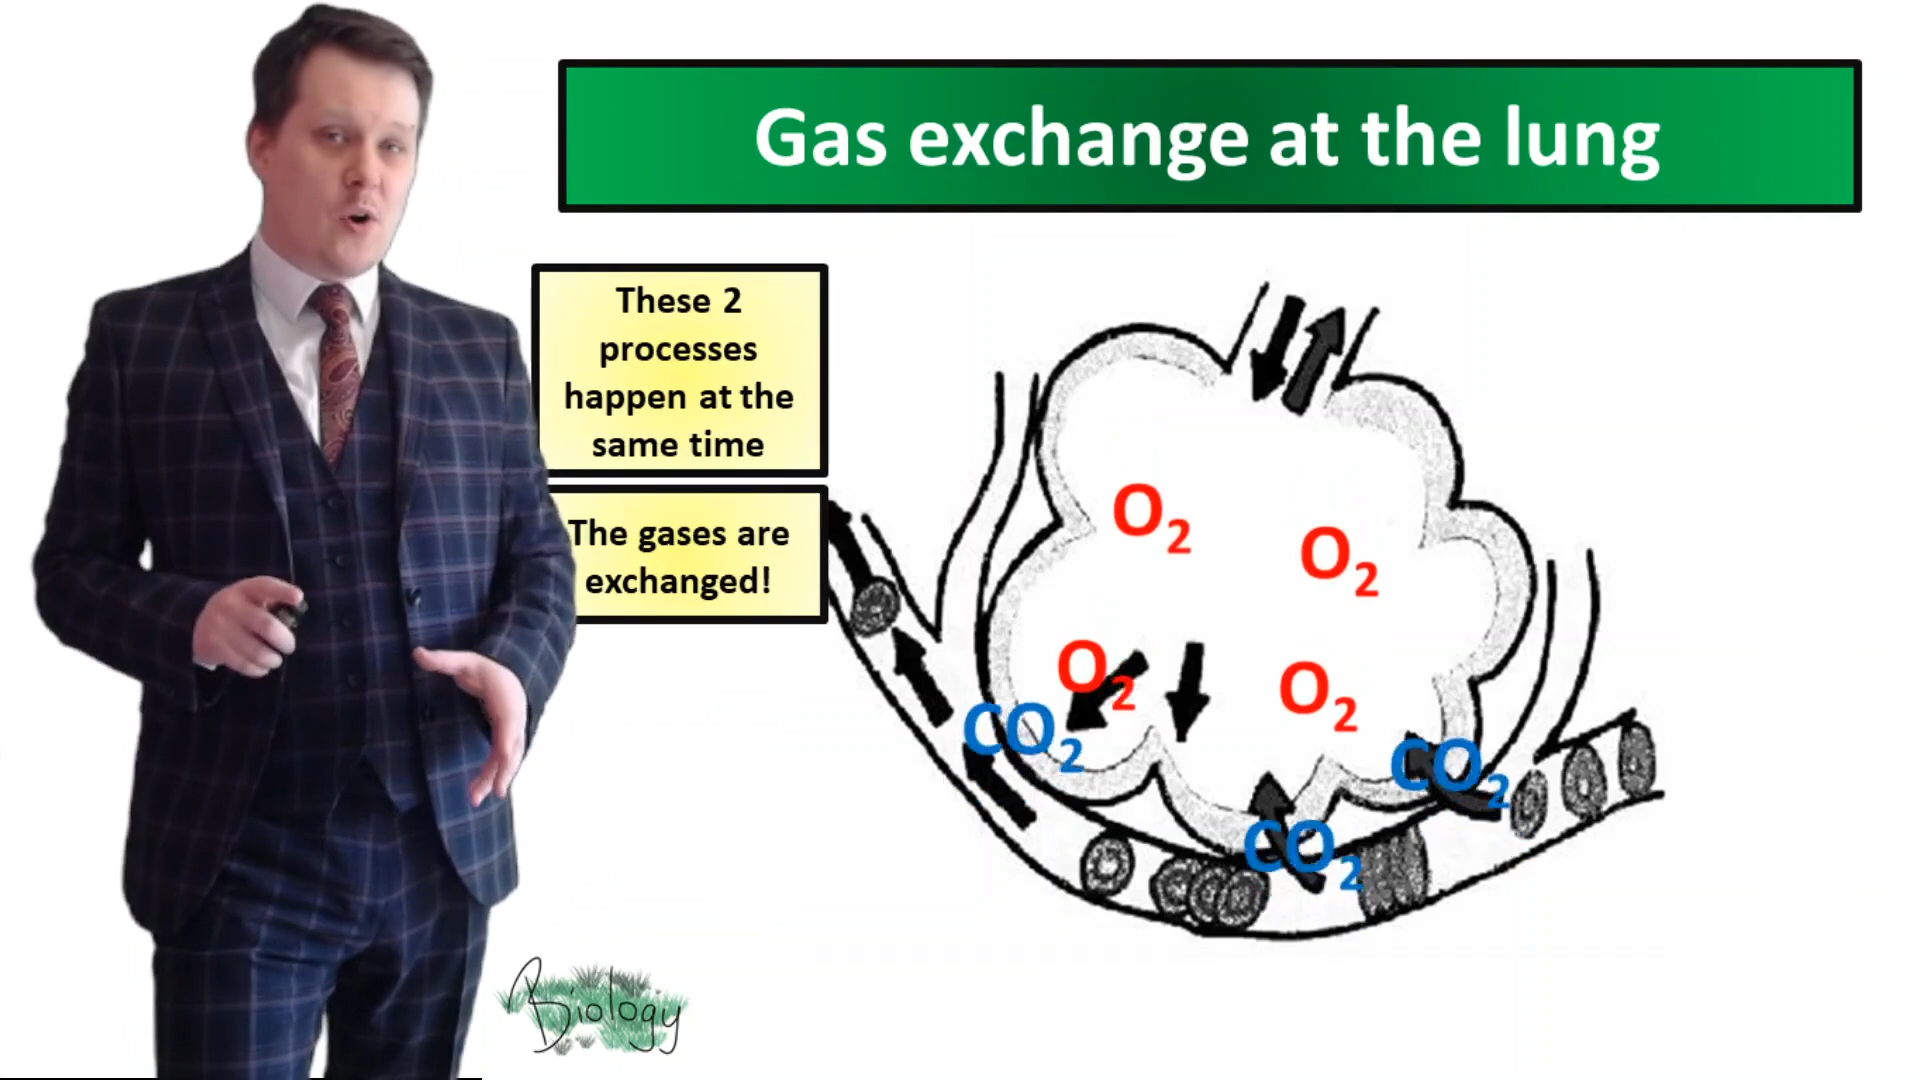 Gas exchange at the lung
These 2
processes
happen at the
same time
The gases are
exchanged!
O₂
O₂
O₂
O₂
CO₂
CO₂
CO₂
Biology